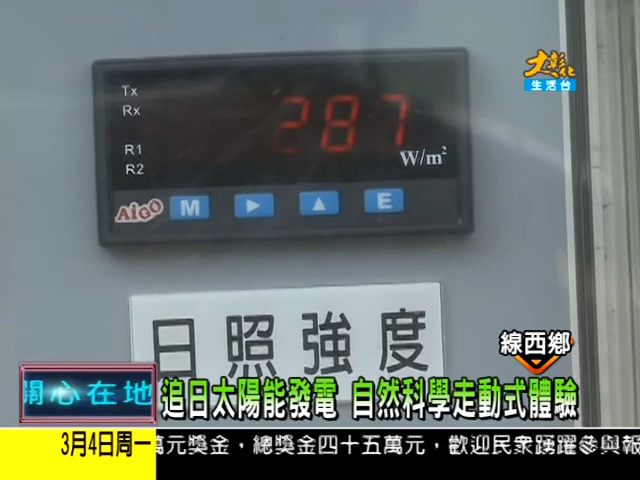 大彰化
生活台
Tx
Rx
287
R1
W/m²
R2
AiGO M ▶ ▲ E
日照強度
線西鄉
關心在地
追日太陽能發電 自然科學走動式體驗
3月4日周一
萬元獎金，總獎金四十五萬元，歡迎民眾踴躍參與報